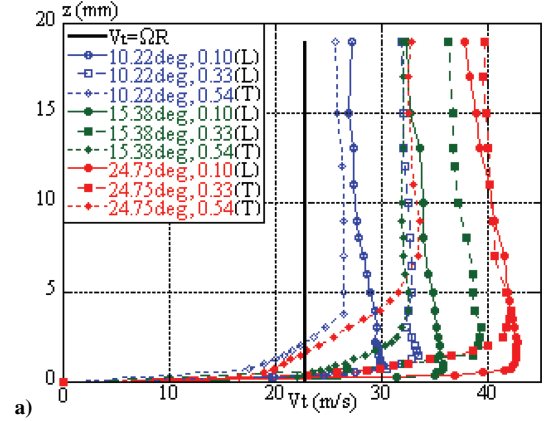 z (mm)
20
Vt=ΩR
10.22deg, 0.10(L)
10.22deg, 0.33(L)
10.22deg, 0.54(T)
15.38deg, 0.10(L)
15.38deg, 0.33(L)
15.38deg, 0.54(T)
24.75deg, 0.10(L)
24.75deg, 0.33(T)
24.75deg, 0.54(T)
15
10
5
0
0 10 20 30 40
Vt (m/s)
a)